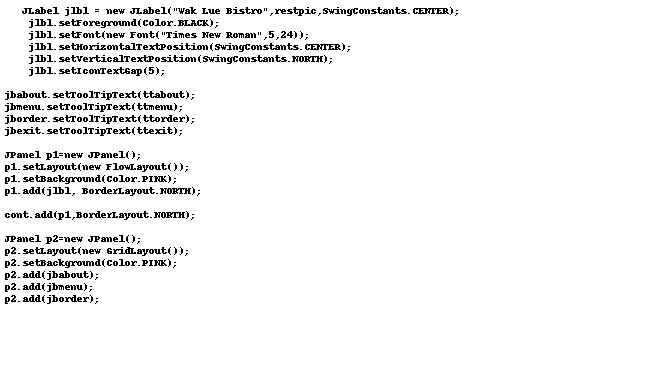 JLabel jlbl = new JLabel("Wak Lue Bistro",restpic,SwingConstants.CENTER);
jlbl.setForeground(Color.BLACK);
jlbl.setFont(new Font("Times New Roman",5,24));
jlbl.setHorizontalTextPosition(SwingConstants.CENTER);
jlbl.setVerticalTextPosition(SwingConstants.NORTH);
jlbl.setIconTextGap(5);
jbabout.setToolTipText(ttabout);
jbmenu.setToolTipText(ttmenu);
jborder.setToolTipText(ttorder);
jbexit.setToolTipText(ttexit);
JPanel p1=new JPanel();
p1.setLayout(new FlowLayout());
p1.setBackground(Color.PINK);
p1.add(jlbl, BorderLayout.NORTH);
cont.add(p1,BorderLayout.NORTH);
JPanel p2=new JPanel();
p2.setLayout(new GridLayout());
p2.setBackground(Color.PINK);
p2.add(jbabout);
p2.add(jbmenu);
p2.add(jborder);